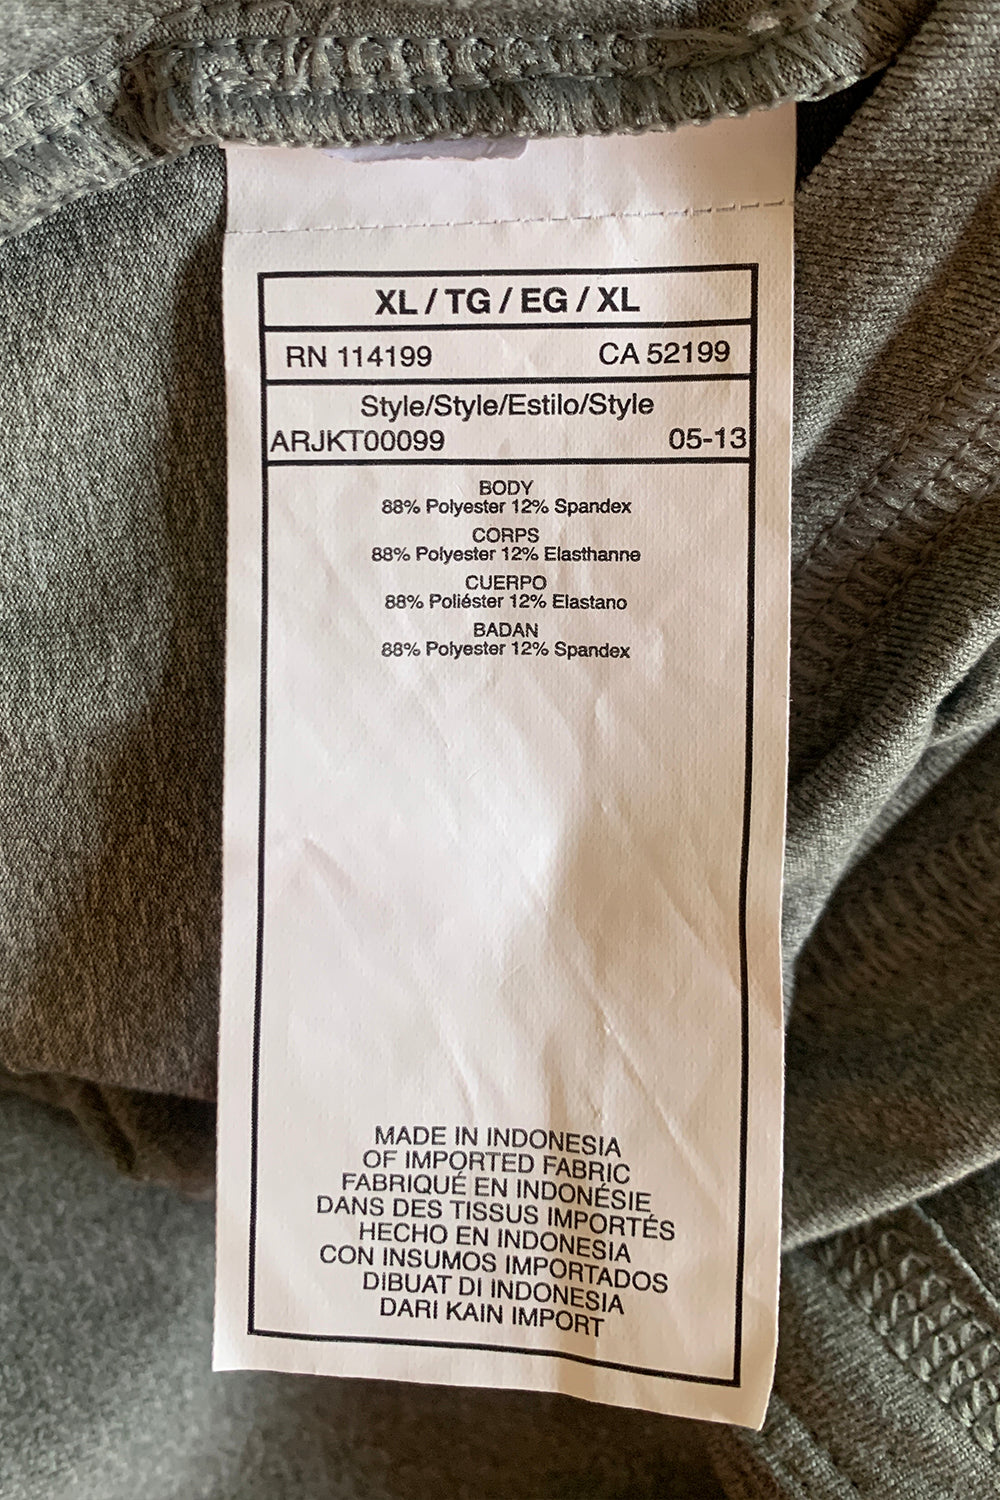 XL / TG / EG / XL
RN 114199 CA 52199
Style/Style/Estilo/Style
ARJKT00099 05-13
BODY
88% Polyester 12% Spandex
CORPS
88% Polyester 12% Elasthanne
CUERPO
88% Poliéster 12% Elastano
BADAN
88% Polyester 12% Spandex
MADE IN INDONESIA
OF IMPORTED FABRIC
FABRIQUÉ EN INDONÉSIE
DANS DES TISSUS IMPORTÉS
HECHO EN INDONESIA
CON INSUMOS IMPORTADOS
DIBUAT DI INDONESIA
DARI KAIN IMPORT